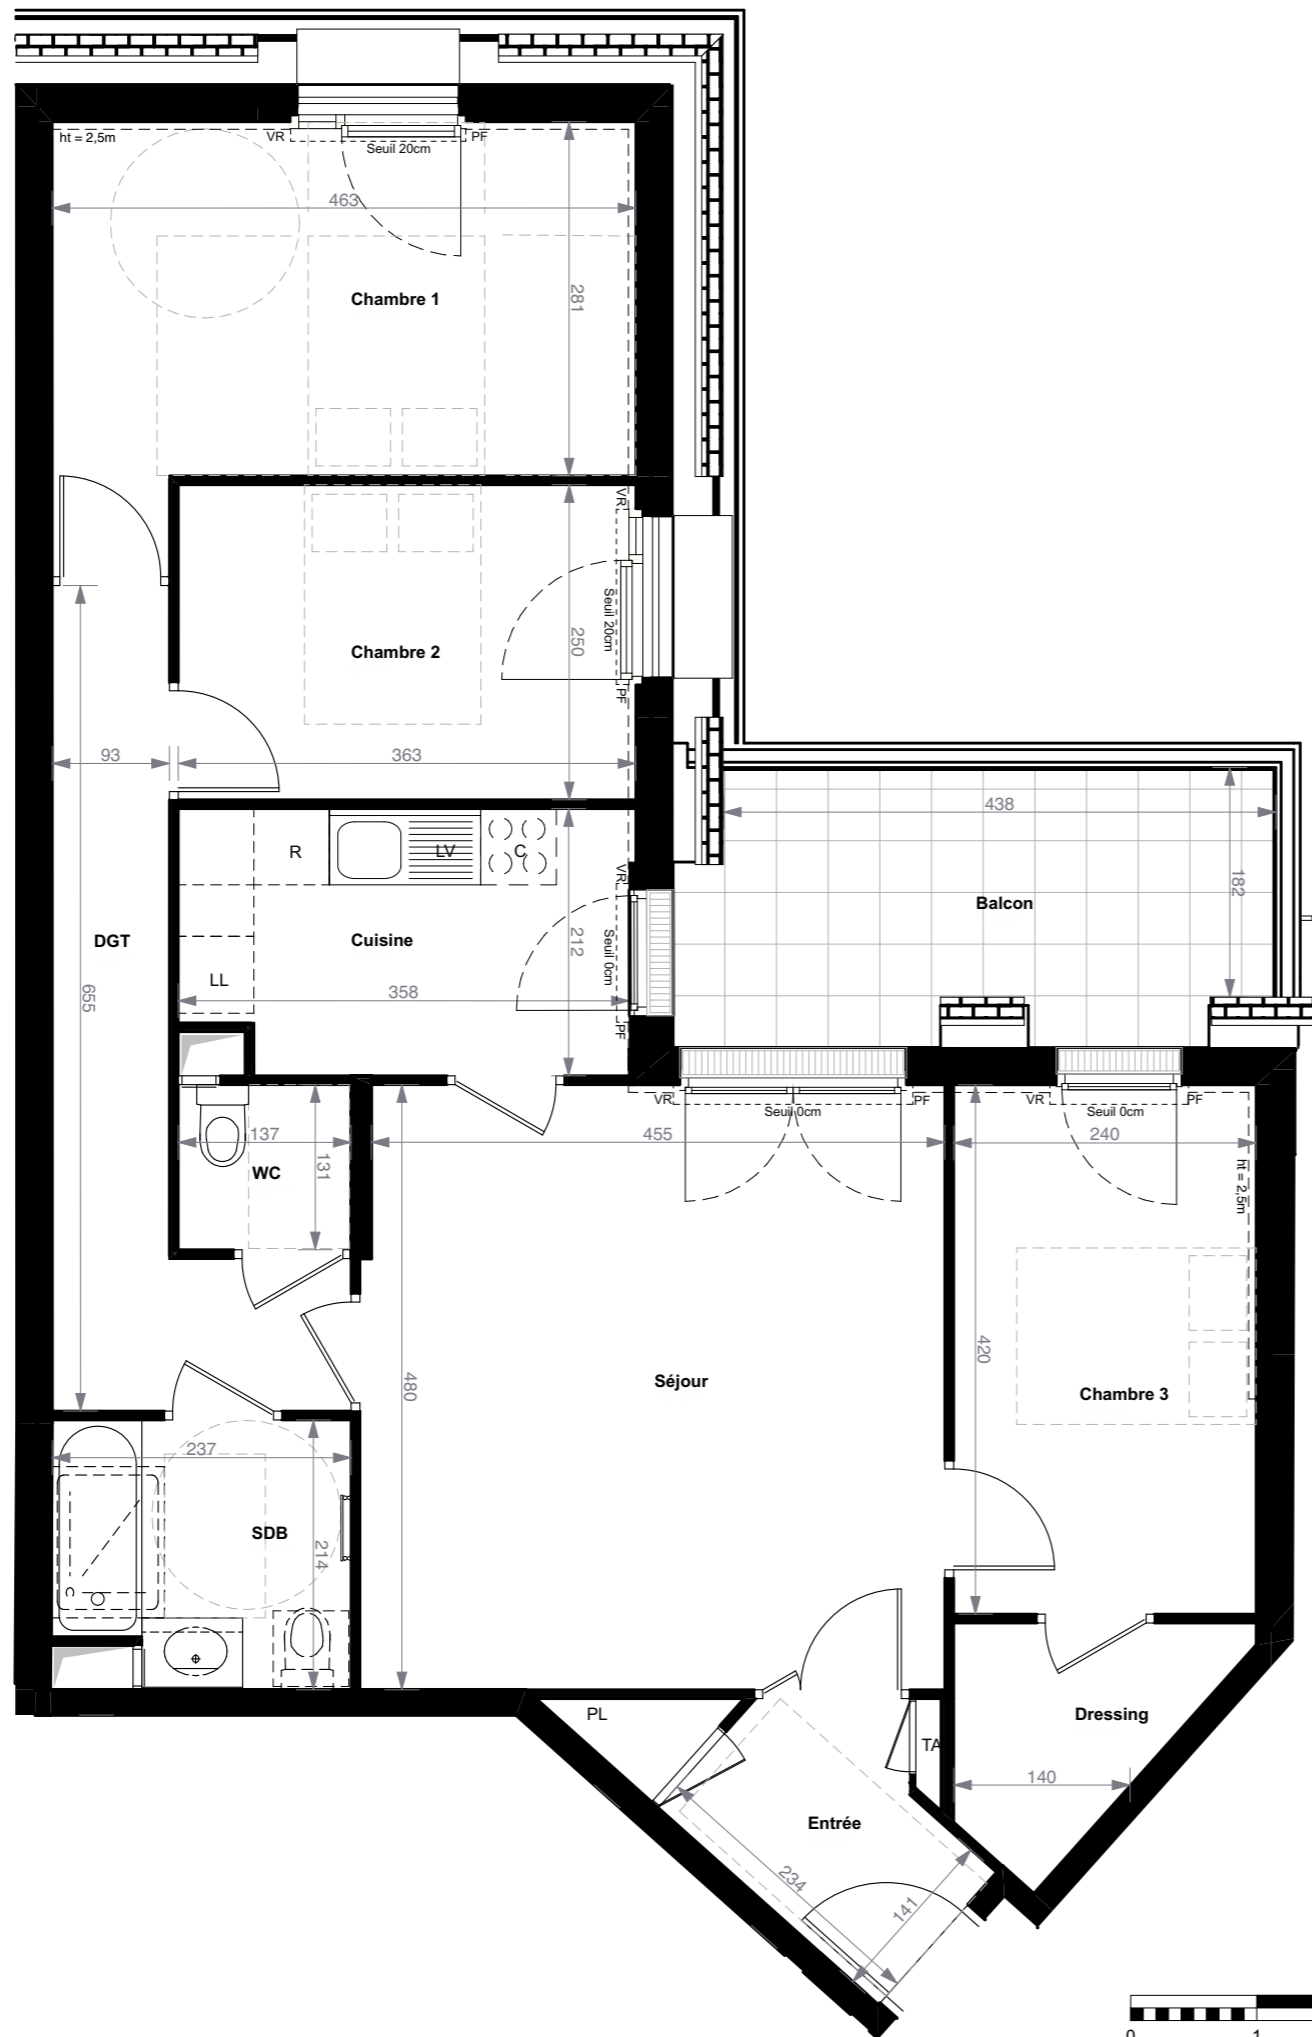 ht = 2,5m
VR
PF
Seuil 20cm
463
281
Chambre 1
VR
Seuil 20cm
PF
250
Chambre 2
93
363
438
182
Balcon
R
LV
C
VR
Seuil 0cm
PF
212
DGT
Cuisine
LL
358
655
VR
Seuil 0cm
PF
VR
Seuil 0cm
PF
137
131
WC
455
240
ht = 2,5m
480
420
Séjour
Chambre 3
237
SDB
214
PL
TA
Dressing
140
Entrée
234
141
0
1